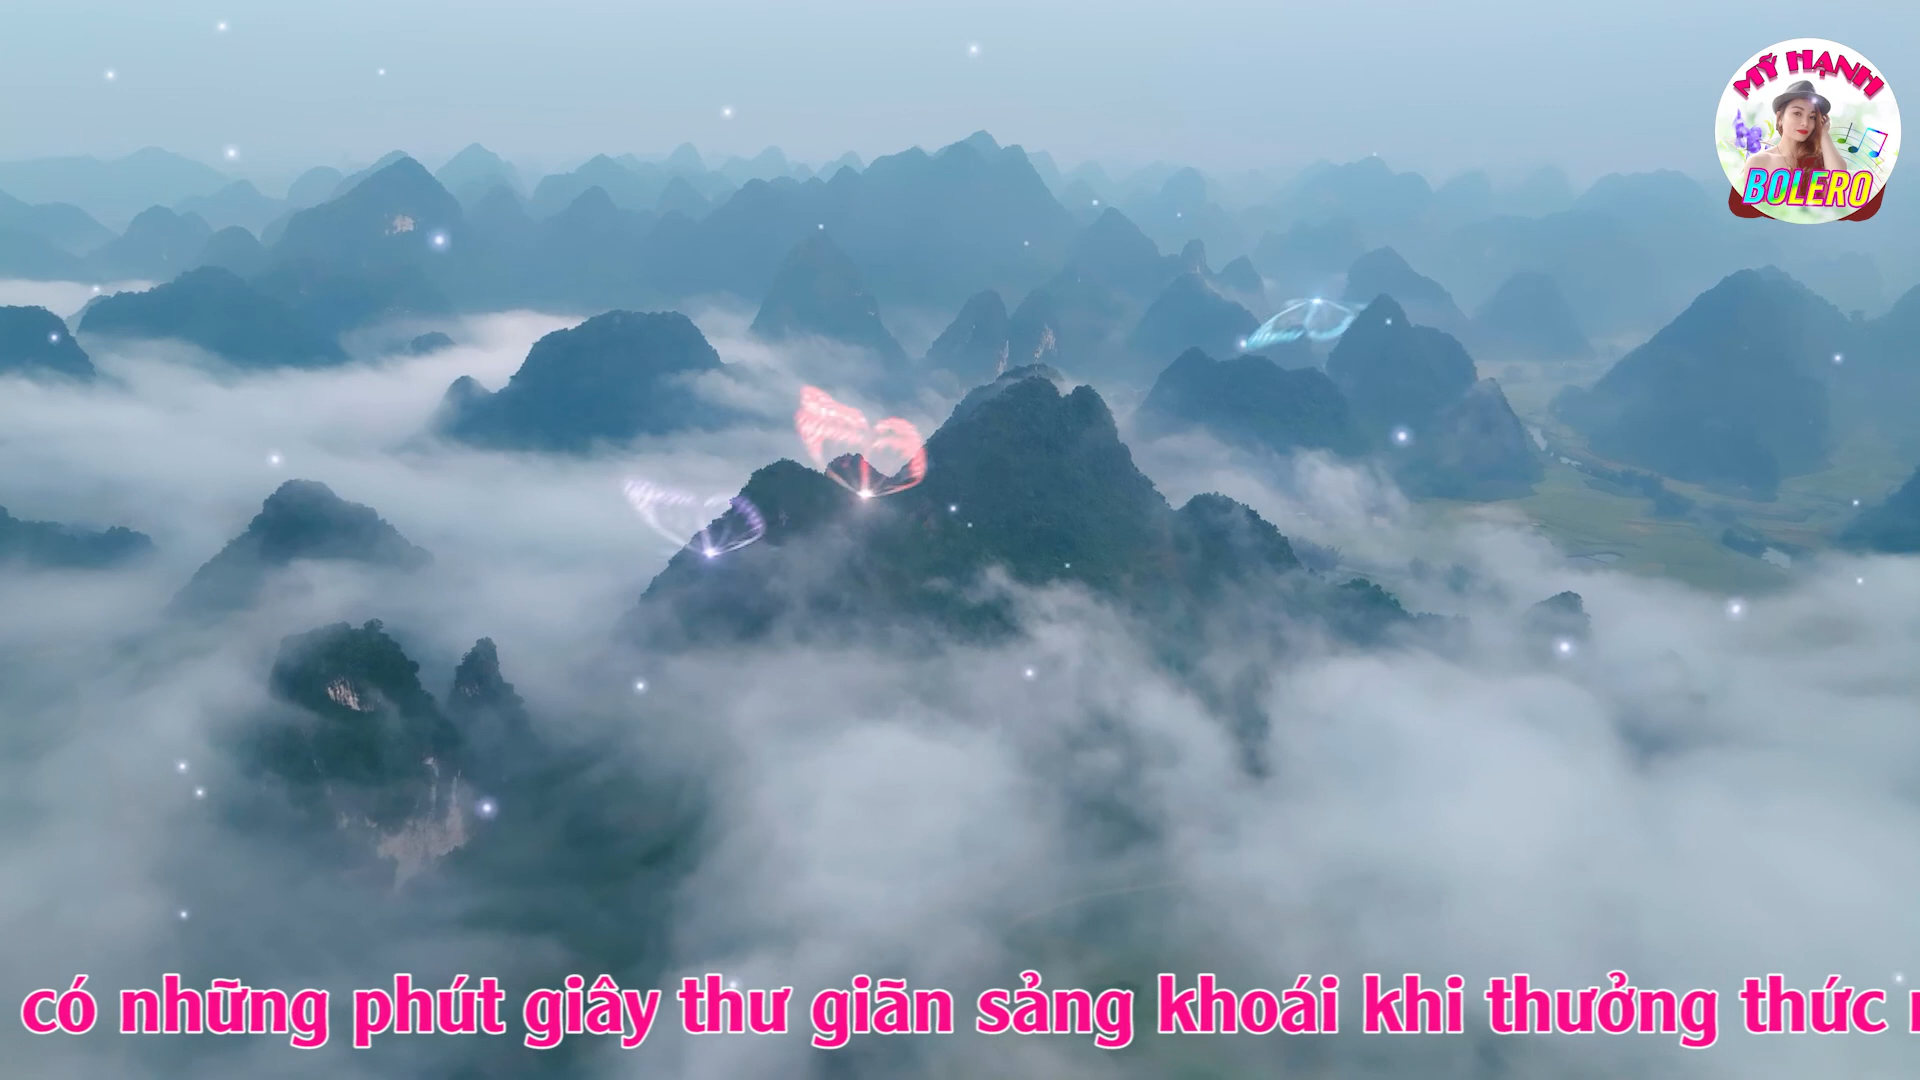 MỸ HẠNH
BOLERO
có những phút giây thư giãn sảng khoái khi thưởng thức